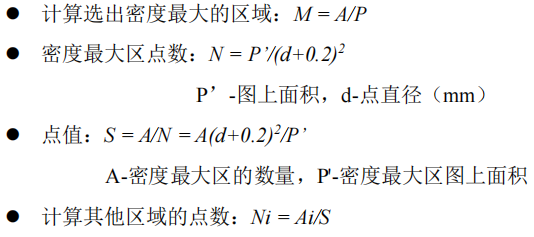 ● 计算选出密度最大的区域：M = A/P
● 密度最大区点数：N = P’/(d+0.2)²
P’-图上面积，d-点直径（mm）
● 点值：S = A/N = A(d+0.2)²/P’
A-密度最大区的数量，P'-密度最大区图上面积
● 计算其他区域的点数：Ni = Ai/S